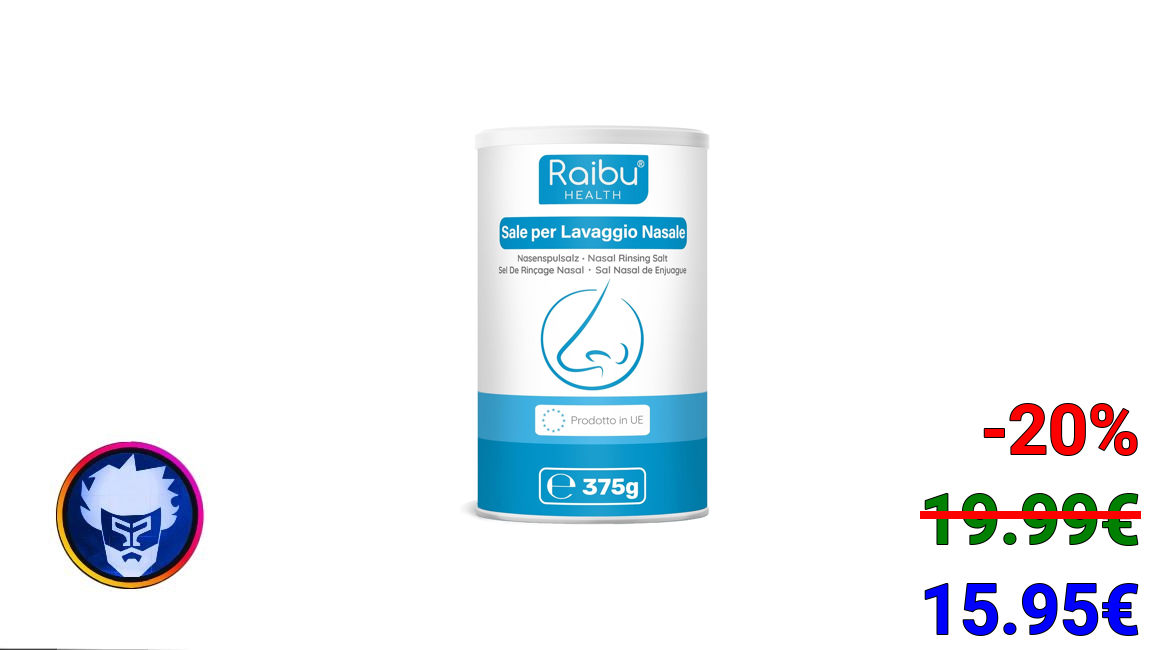 Raibu®
HEALTH
Sale per Lavaggio Nasale
Nasenspulsalz • Nasal Rinsing Salt
Sel De Rinçage Nasal • Sal Nasal de Enjuague
Prodotto in UE
℮ 375g
-20%
19.99€
15.95€